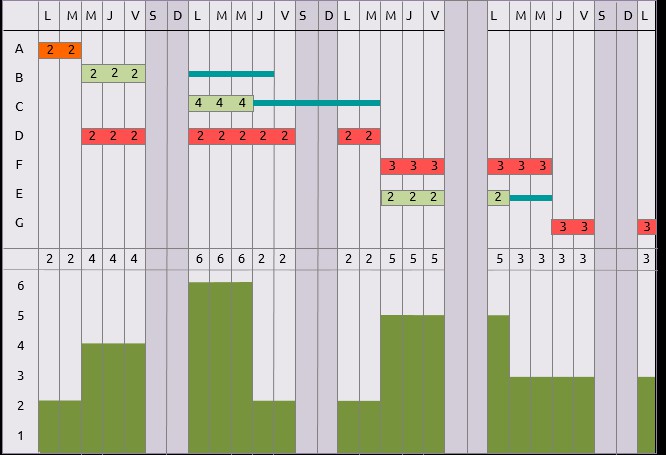 L M M J V S D L M M J V S D L M M J V L M M J V S D L
A 2 2
B 2 2 2
C 4 4 4
D 2 2 2 2 2 2 2 2 2 2
F 3 3 3 3 3 3
E 2 2 2 2
G 3 3 3
2 2 4 4 4 6 6 6 2 2 2 2 5 5 5 5 3 3 3 3 3
6
5
4
3
2
1